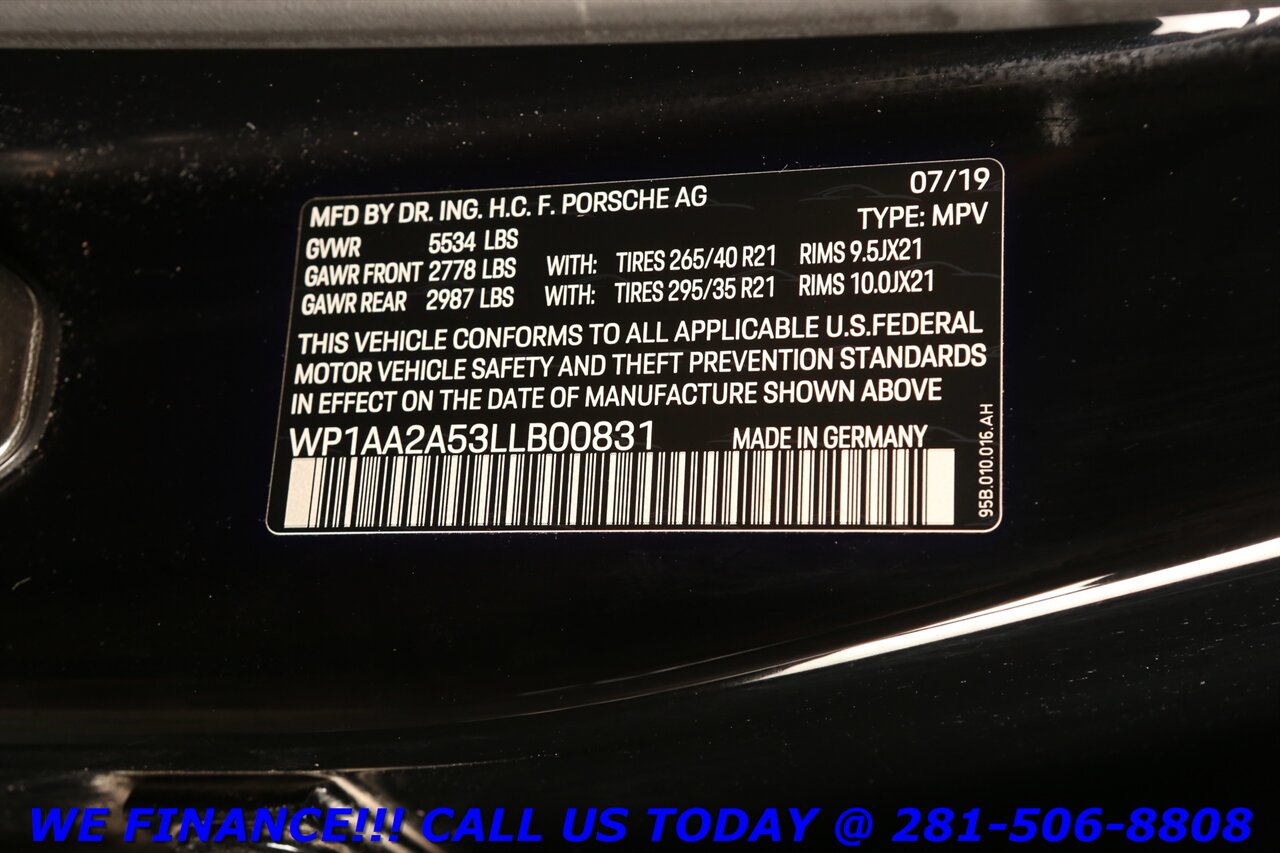 07/19
MFD BY DR. ING. H.C. F. PORSCHE AG
TYPE: MPV
GVWR 5534 LBS
GAWR FRONT 2778 LBS WITH: TIRES 265/40 R21 RIMS 9.5JX21
GAWR REAR 2987 LBS WITH: TIRES 295/35 R21 RIMS 10.0JX21
THIS VEHICLE CONFORMS TO ALL APPLICABLE U.S.FEDERAL
MOTOR VEHICLE SAFETY AND THEFT PREVENTION STANDARDS
IN EFFECT ON THE DATE OF MANUFACTURE SHOWN ABOVE
WP1AA2A53LLB00831 MADE IN GERMANY
95B.010.016.AH
WE FINANCE!!! CALL US TODAY @ 281-506-8808